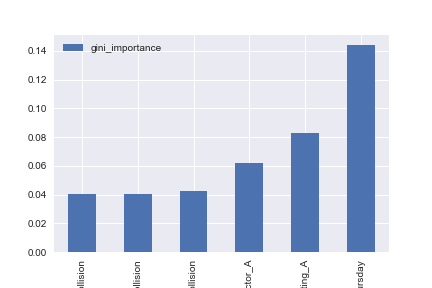 gini_importance
0.14
0.12
0.10
0.08
0.06
0.04
0.02
0.00
ollision
ollision
ollision
ctor_A
ting_A
ursday